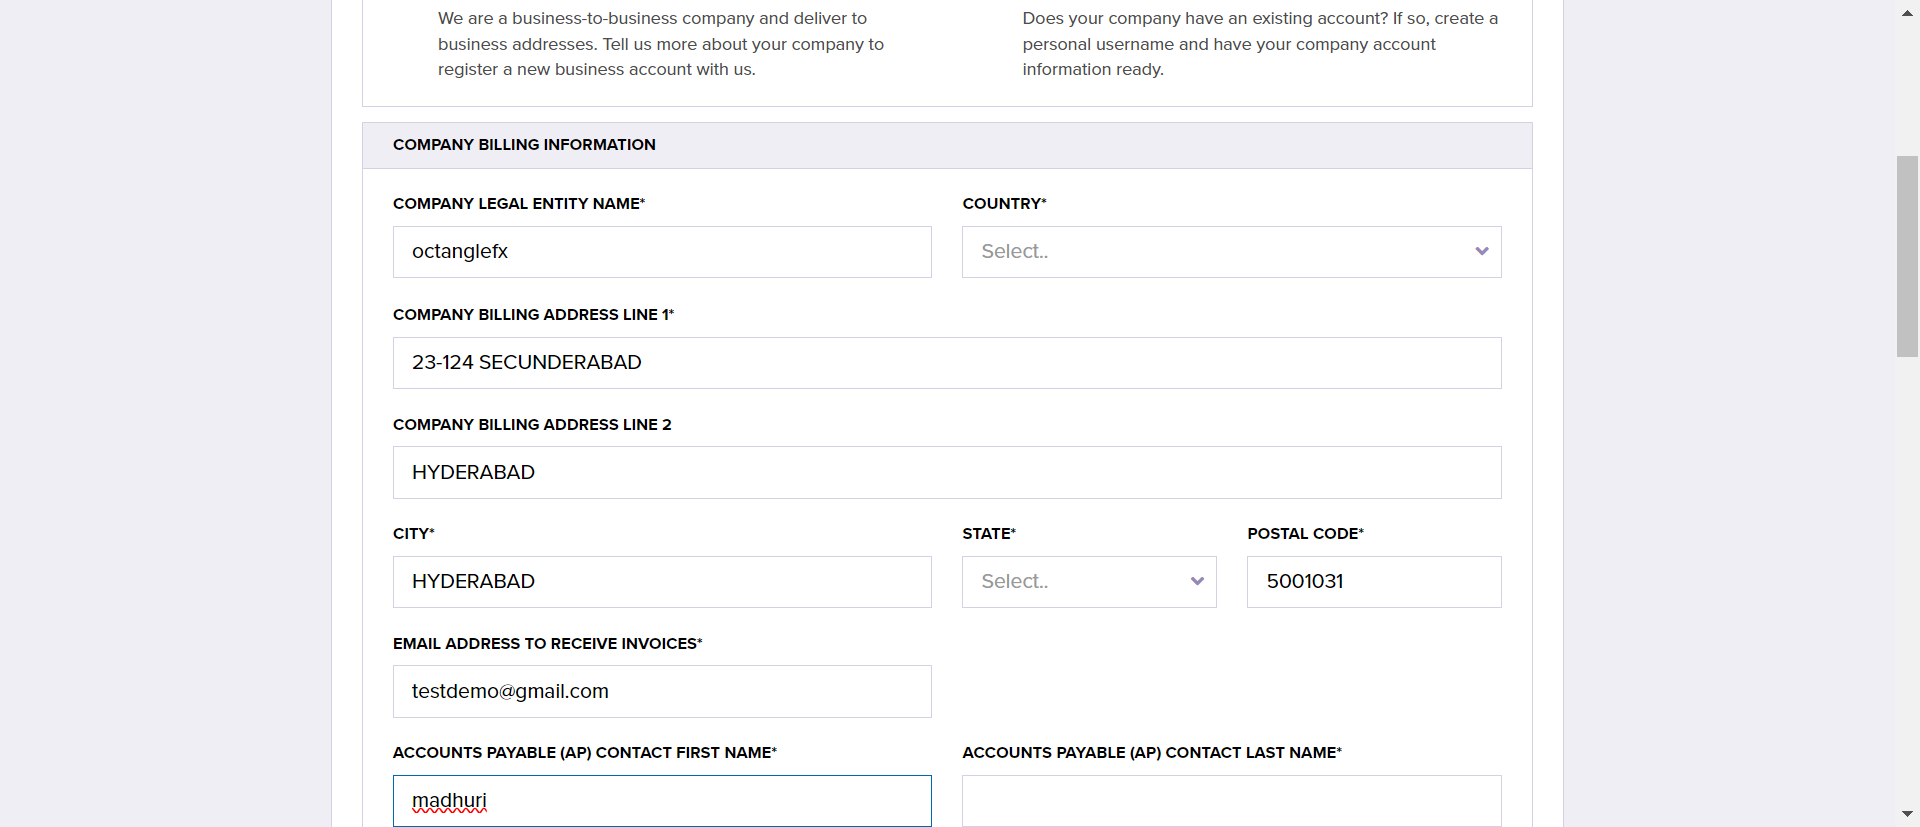 We are a business-to-business company and deliver to
business addresses. Tell us more about your company to
register a new business account with us.
Does your company have an existing account? If so, create a
personal username and have your company account
information ready.
COMPANY BILLING INFORMATION
COMPANY LEGAL ENTITY NAME*
octanglefx
COUNTRY*
Select..
COMPANY BILLING ADDRESS LINE 1*
23-124 SECUNDERABAD
COMPANY BILLING ADDRESS LINE 2
HYDERABAD
CITY*
HYDERABAD
STATE*
Select..
POSTAL CODE*
5001031
EMAIL ADDRESS TO RECEIVE INVOICES*
testdemo@gmail.com
ACCOUNTS PAYABLE (AP) CONTACT FIRST NAME*
madhuri
ACCOUNTS PAYABLE (AP) CONTACT LAST NAME*